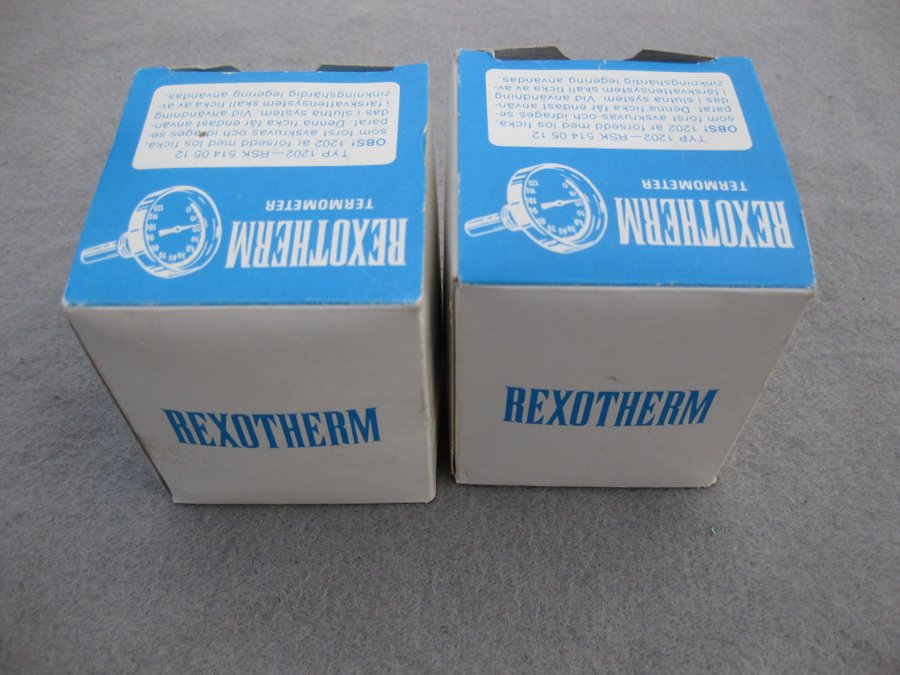 REXOTHERM
TERMOMETER
TYP 1202—RSK 514 05 12
OBS! 1202 är försedd med lös ficka,
som först avskruvas och idrages se-
parat. Denna ficka får endast använ-
das i slutna system. Vid användning
i färskvattensystem skall ficka av av-
zinkningshärdig legering användas.
REXOTHERM
REXOTHERM
TERMOMETER
TYP 1202—RSK 514 05 12
OBS! 1202 är försedd med lös ficka,
som först avskruvas och idrages se-
parat. Denna ficka får endast använ-
das i slutna system. Vid användning
i färskvattensystem skall ficka av av-
zinkningshärdig legering användas.
REXOTHERM